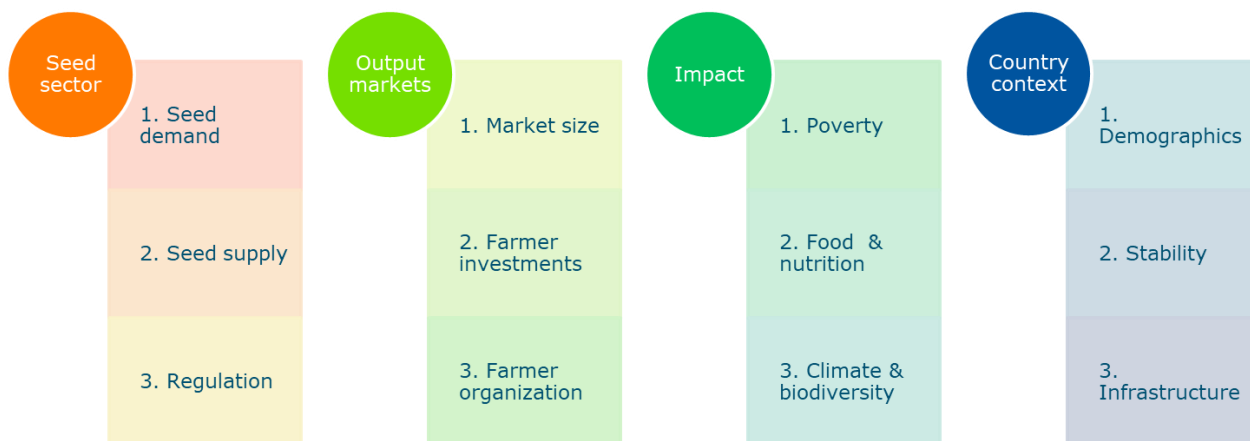 Seed
sector
1. Seed
demand
2. Seed supply
3. Regulation
Output
markets
1. Market size
2. Farmer
investments
3. Farmer
organization
Impact
1. Poverty
2. Food & 
nutrition
3. Climate &
biodiversity
Country
context
1.
Demographics
2. Stability
3.
Infrastructure